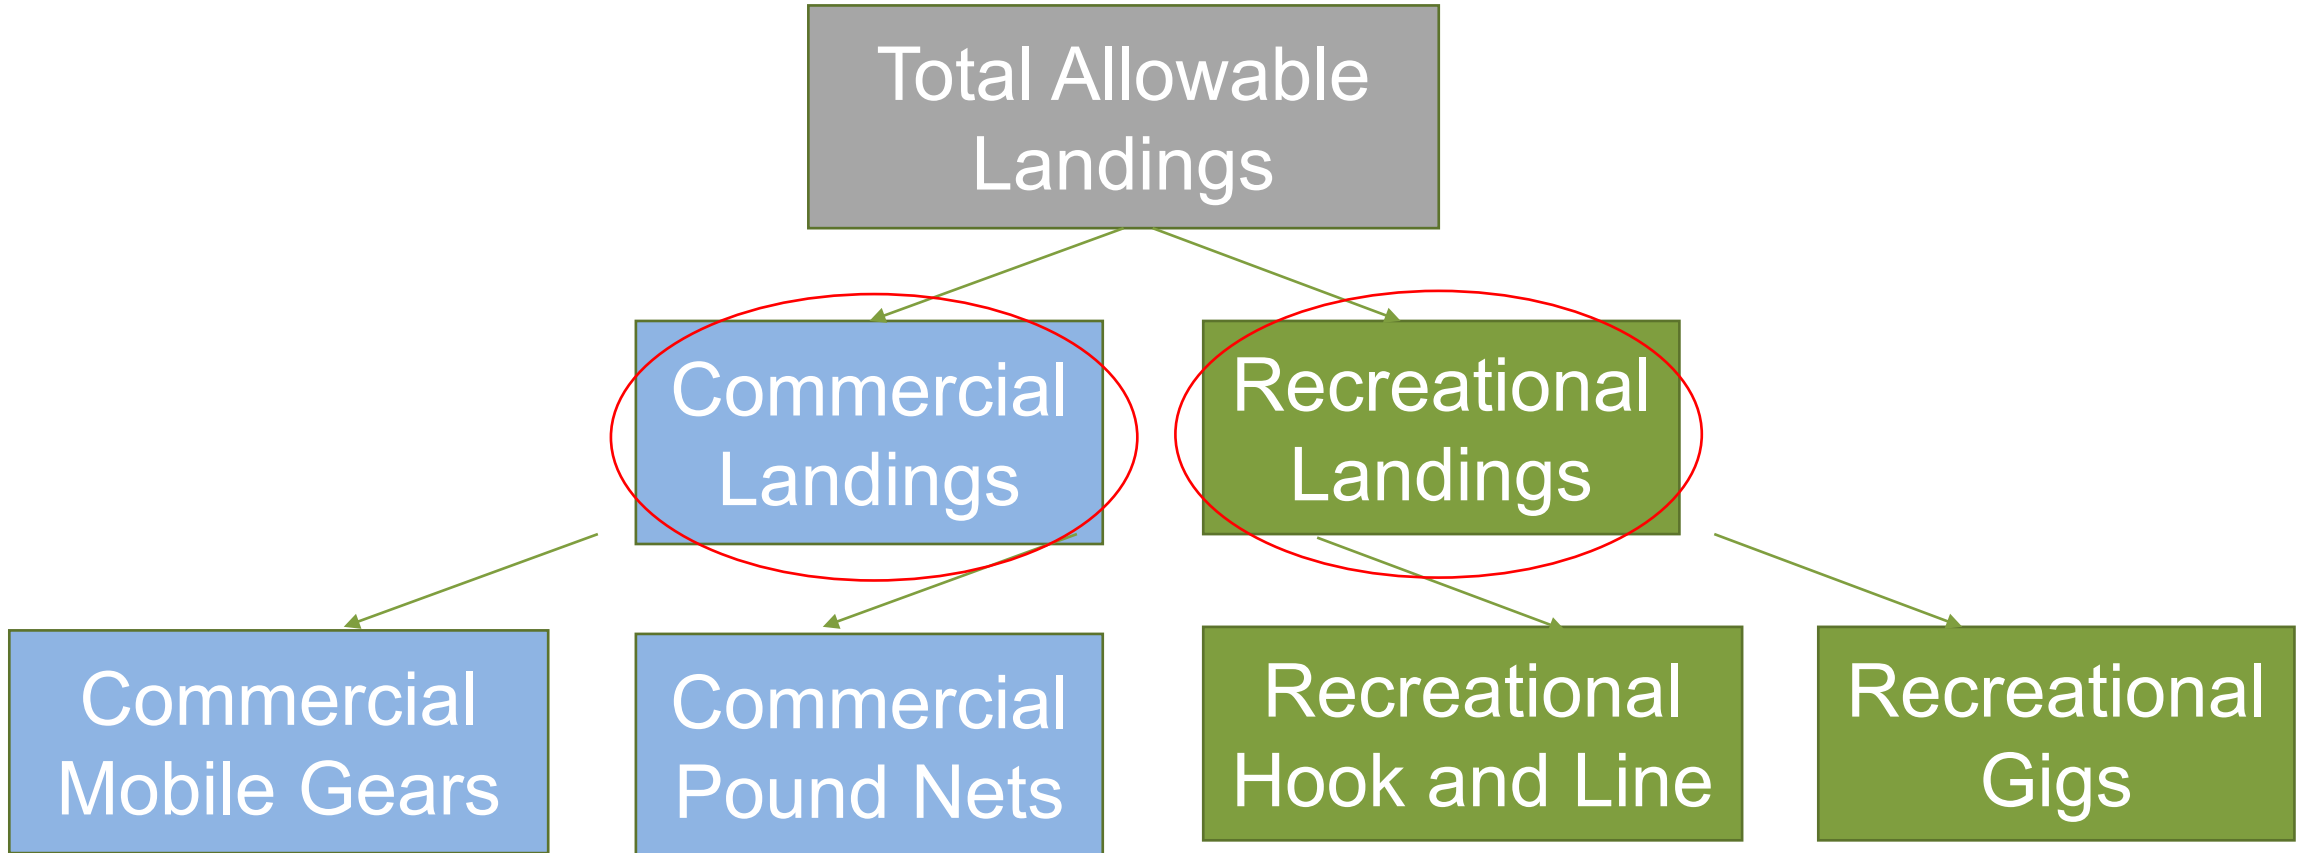 Total Allowable
Landings
Commercial
Landings
Recreational
Landings
Commercial
Mobile Gears
Commercial
Pound Nets
Recreational
Hook and Line
Recreational
Gigs